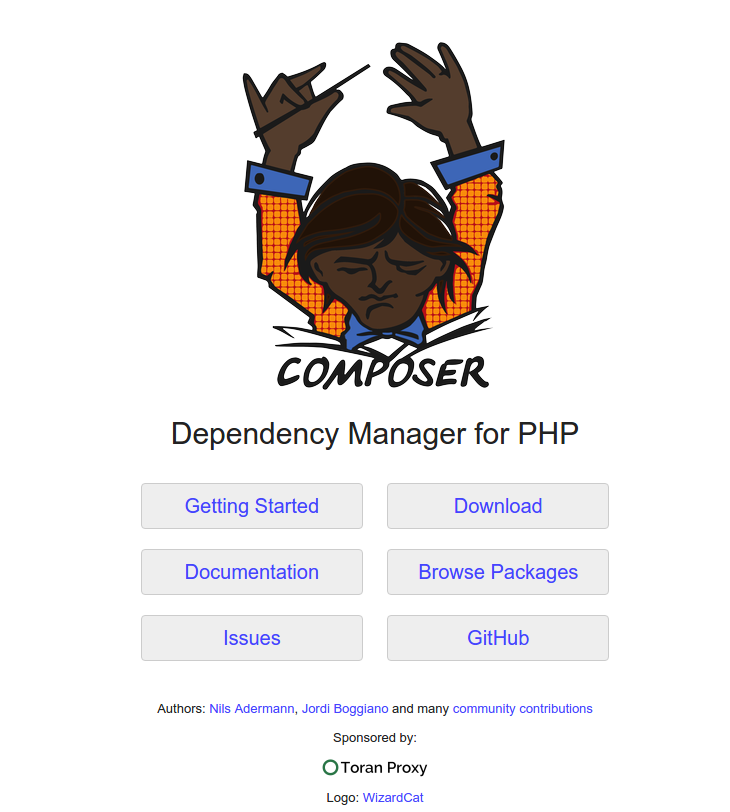 COMPOSER
Dependency Manager for PHP
Getting Started
Download
Documentation
Browse Packages
Issues
GitHub
Authors: Nils Adermann, Jordi Boggiano and many community contributions
Sponsored by:
Toran Proxy
Logo: WizardCat